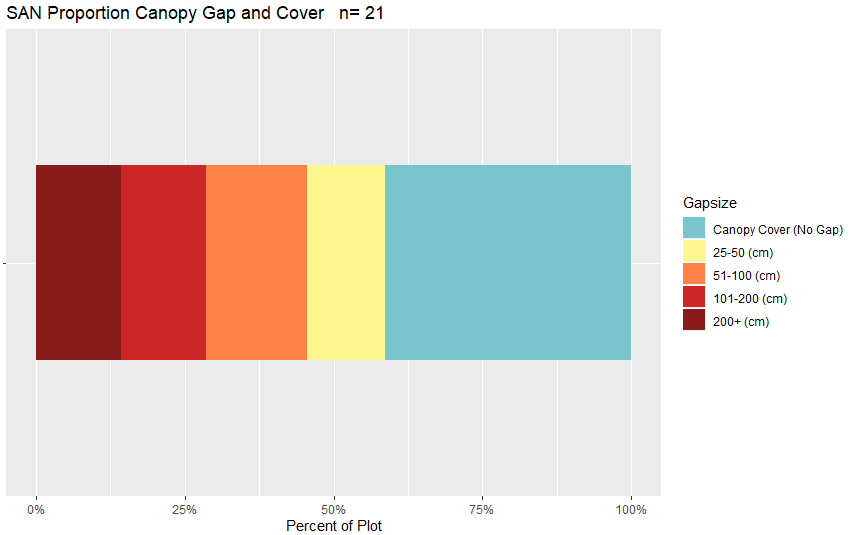 SAN Proportion Canopy Gap and Cover   n= 21
Gapsize
Canopy Cover (No Gap)
25-50 (cm)
51-100 (cm)
101-200 (cm)
200+ (cm)
0% 25% 50% 75% 100%
Percent of Plot